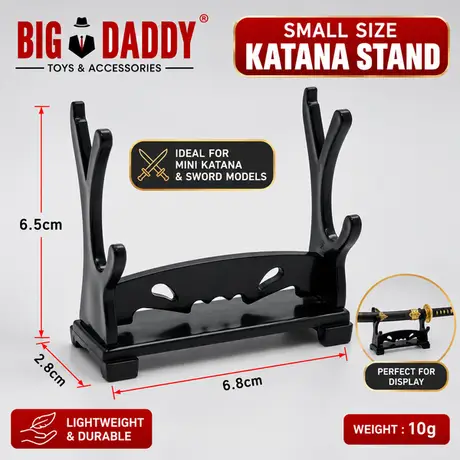 BIG DADDY®
TOYS & ACCESSORIES
SMALL SIZE
KATANA STAND
IDEAL FOR
MINI KATANA
& SWORD MODELS
6.5cm
2.8cm
6.8cm
PERFECT FOR
DISPLAY
LIGHTWEIGHT
& DURABLE
WEIGHT : 10g